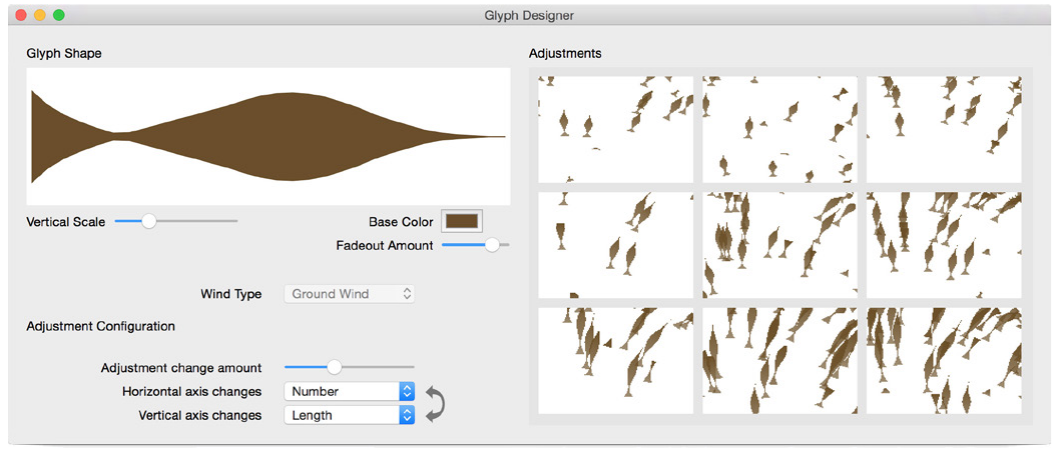 Glyph Designer
Glyph Shape
Adjustments
Vertical Scale
Base Color
Fadeout Amount
Wind Type
Ground Wind
Adjustment Configuration
Adjustment change amount
Horizontal axis changes
Number
Vertical axis changes
Length